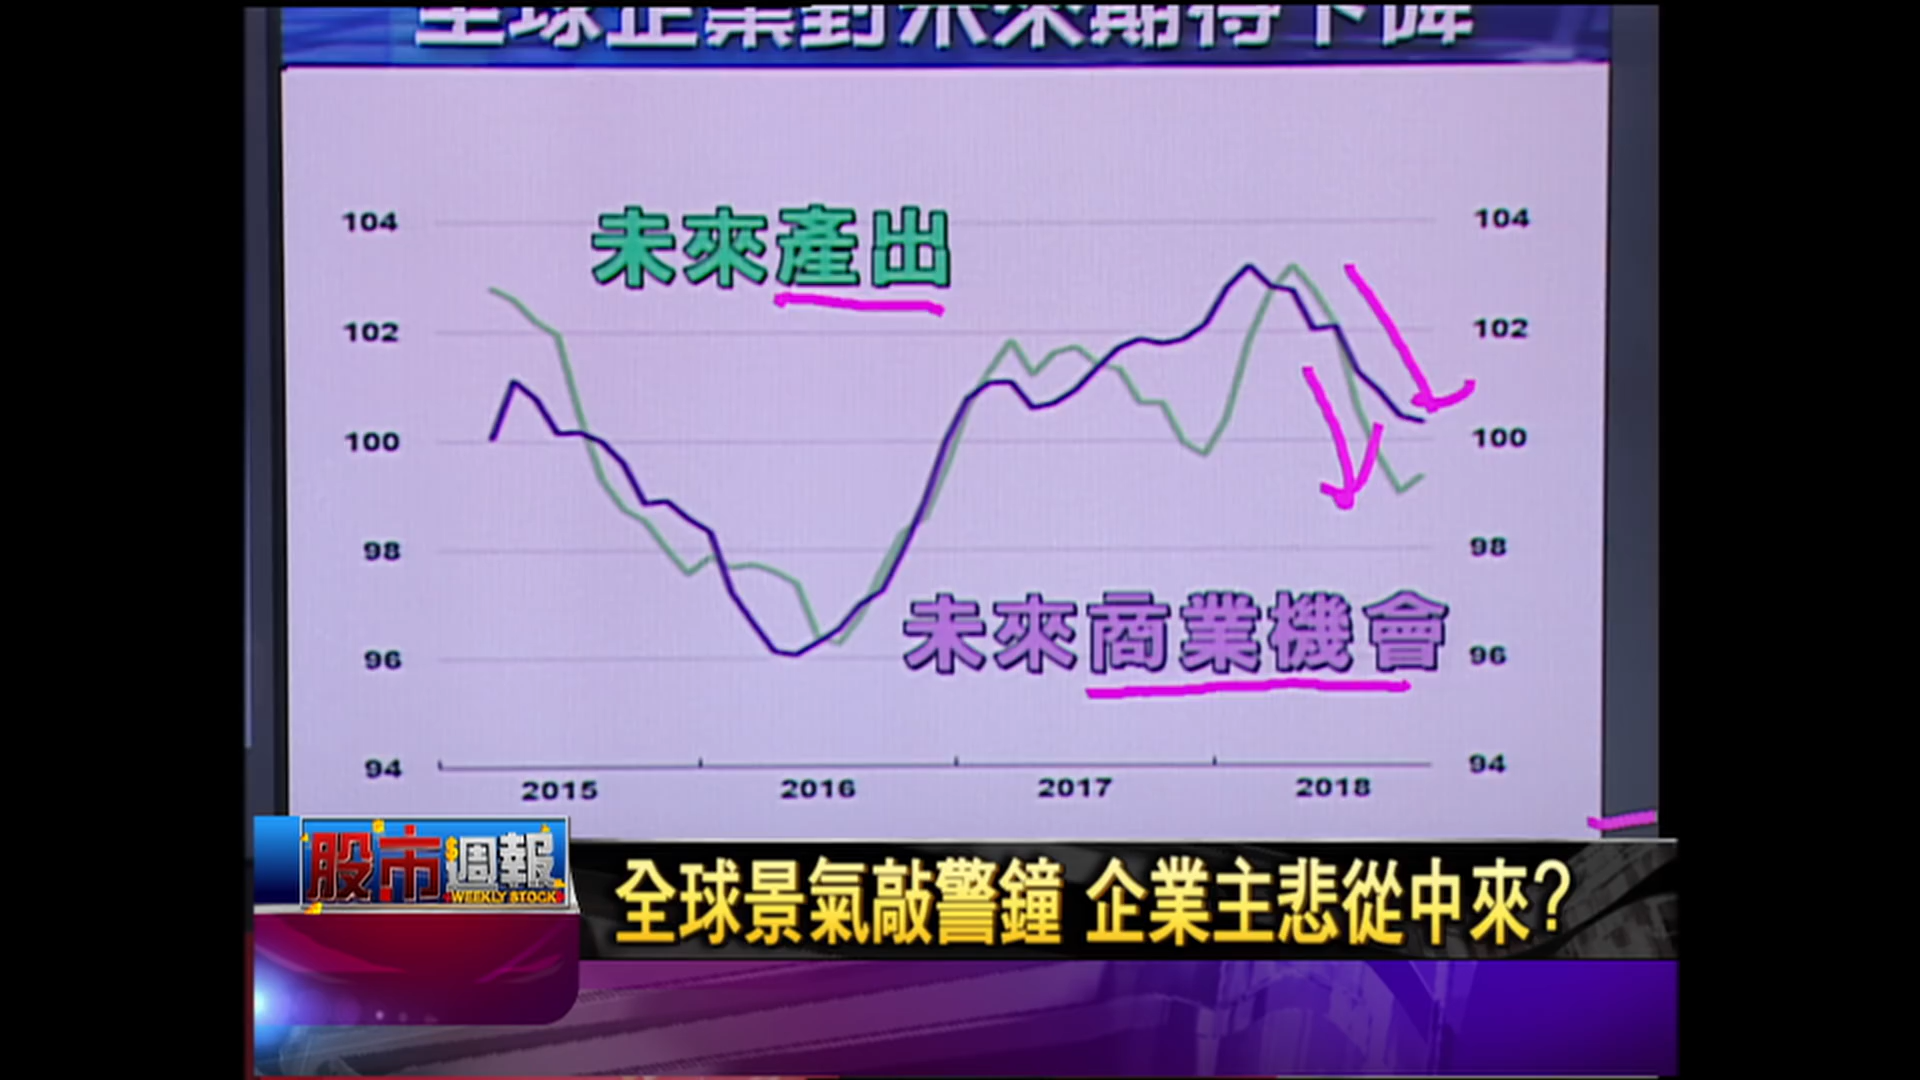 全球企業對未來期待下降
104 104
未來產出
102 102
100 100
98 98
未來商業機會
96 96
94 94
2015 2016 2017 2018
股市週報
WEEKLY STOCK
全球景氣敲警鐘 企業主悲從中來?